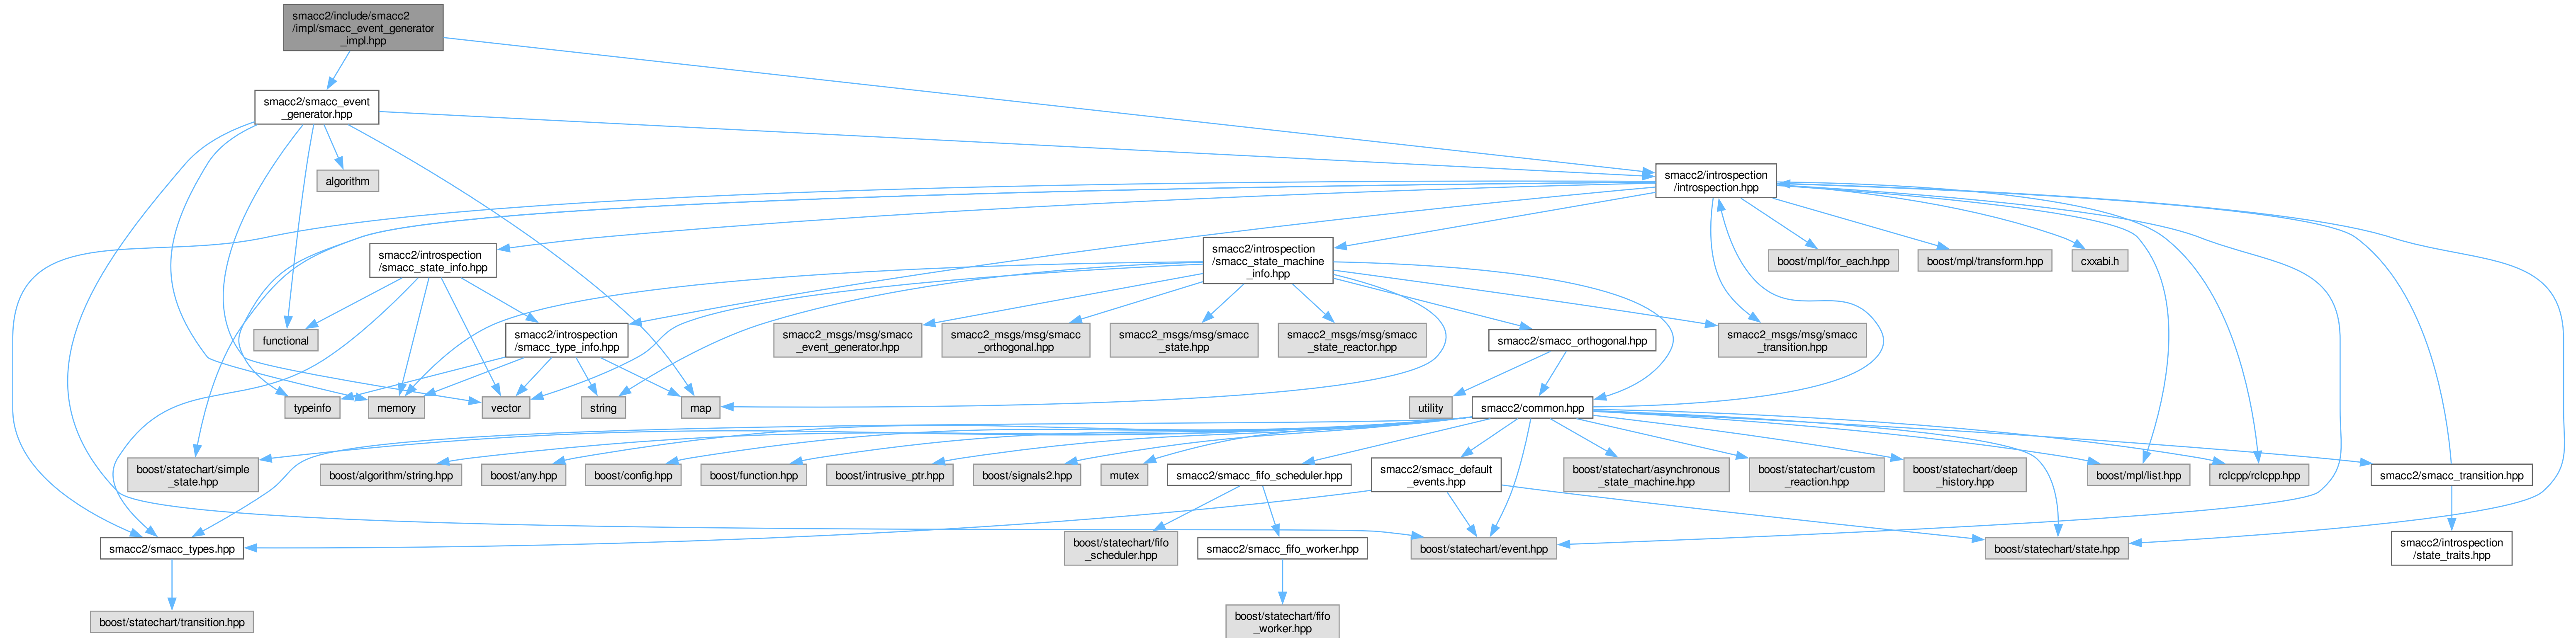 smacc2/include/smacc2
/impl/smacc_event_generator
_impl.hpp
smacc2/smacc_event
_generator.hpp
algorithm
smacc2/introspection
/introspection.hpp
smacc2/introspection
/smacc_state_info.hpp
smacc2/introspection
/smacc_state_machine
_info.hpp
boost/mpl/for_each.hpp
boost/mpl/transform.hpp
cxxabi.h
functional
smacc2/introspection
/smacc_type_info.hpp
smacc2_msgs/msg/smacc
_event_generator.hpp
smacc2_msgs/msg/smacc
_orthogonal.hpp
smacc2_msgs/msg/smacc
_state.hpp
smacc2_msgs/msg/smacc
_state_reactor.hpp
smacc2/smacc_orthogonal.hpp
smacc2_msgs/msg/smacc
_transition.hpp
typeinfo
memory
vector
string
map
utility
smacc2/common.hpp
boost/statechart/simple
_state.hpp
boost/algorithm/string.hpp
boost/any.hpp
boost/config.hpp
boost/function.hpp
boost/intrusive_ptr.hpp
boost/signals2.hpp
mutex
smacc2/smacc_fifo_scheduler.hpp
smacc2/smacc_default
_events.hpp
boost/statechart/asynchronous
_state_machine.hpp
boost/statechart/custom
_reaction.hpp
boost/statechart/deep
_history.hpp
boost/mpl/list.hpp
rclcpp/rclcpp.hpp
smacc2/smacc_transition.hpp
smacc2/smacc_types.hpp
boost/statechart/fifo
_scheduler.hpp
smacc2/smacc_fifo_worker.hpp
boost/statechart/event.hpp
boost/statechart/state.hpp
smacc2/introspection
/state_traits.hpp
boost/statechart/transition.hpp
boost/statechart/fifo
_worker.hpp